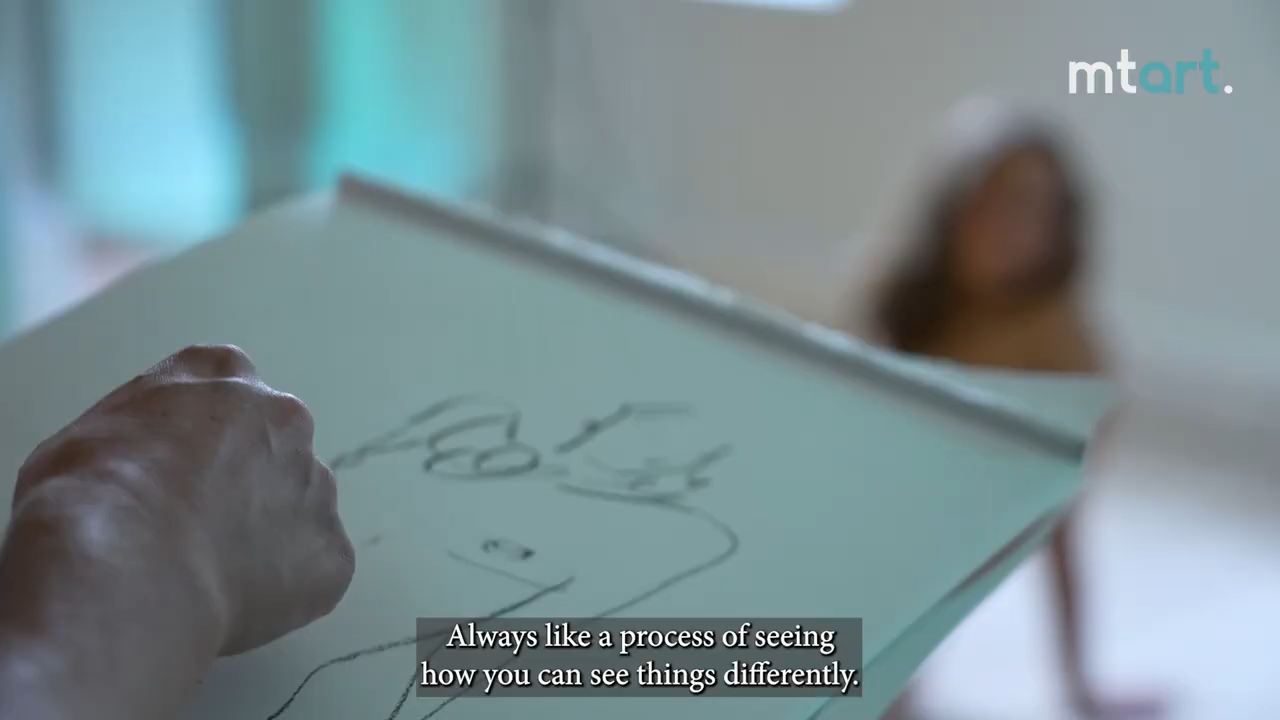 mtart.
Always like a process of seeing
how you can see things differently.